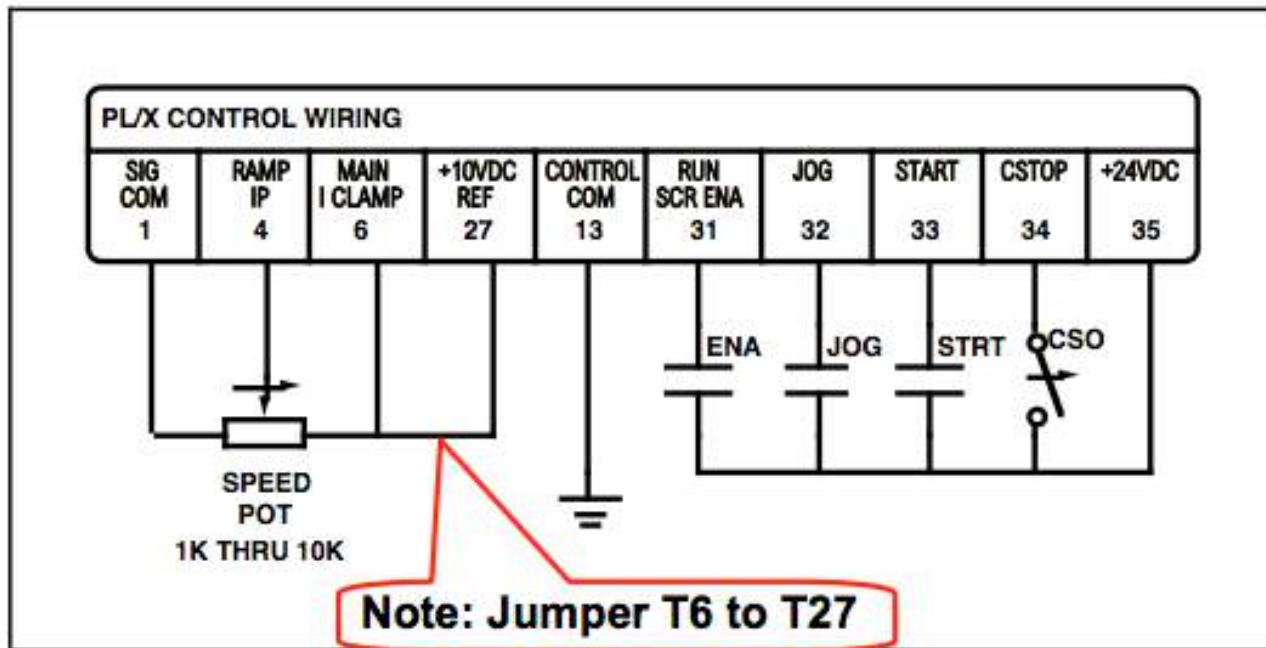 PL/X CONTROL WIRING
SIG COM 1
RAMP IP 4
MAIN I CLAMP 6
+10VDC REF 27
CONTROL COM 13
RUN SCR ENA 31
JOG 32
START 33
CSTOP 34
+24VDC 35
ENA
JOG
STRT
CSO
SPEED
POT
1K THRU 10K
Note: Jumper T6 to T27